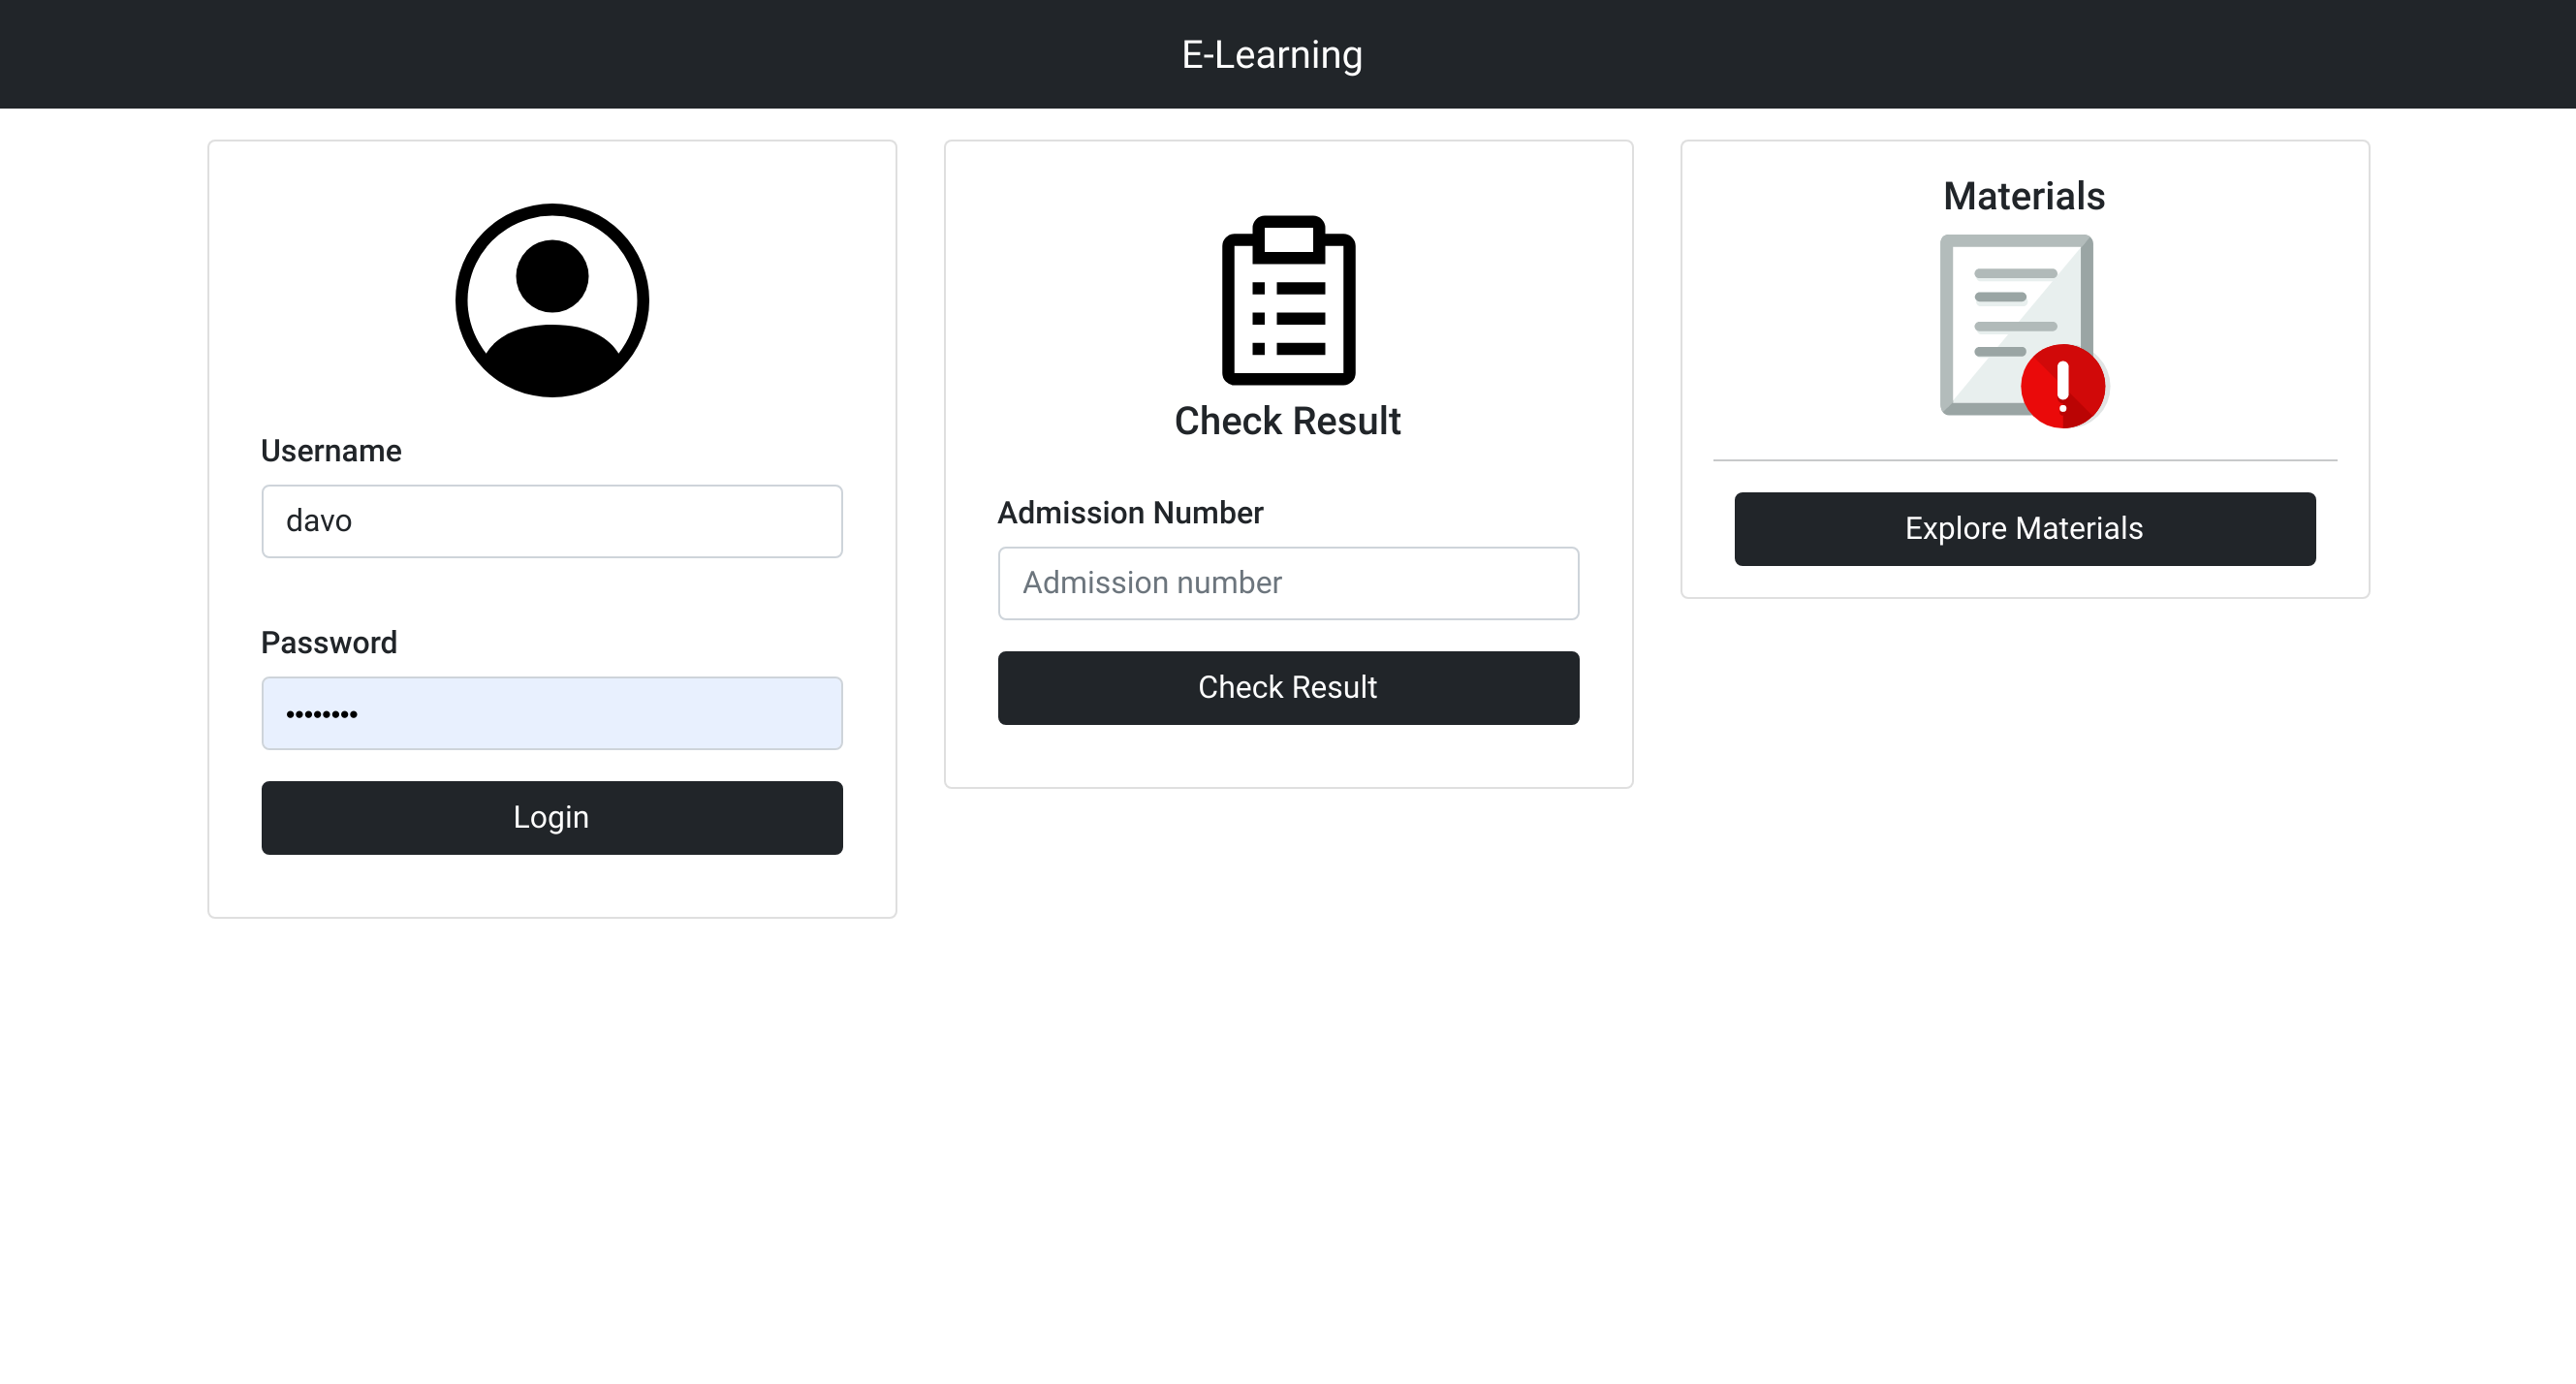 E-Learning
Username
davo
Password
••••••••
Login
Check Result
Admission Number
Admission number
Check Result
Materials
Explore Materials